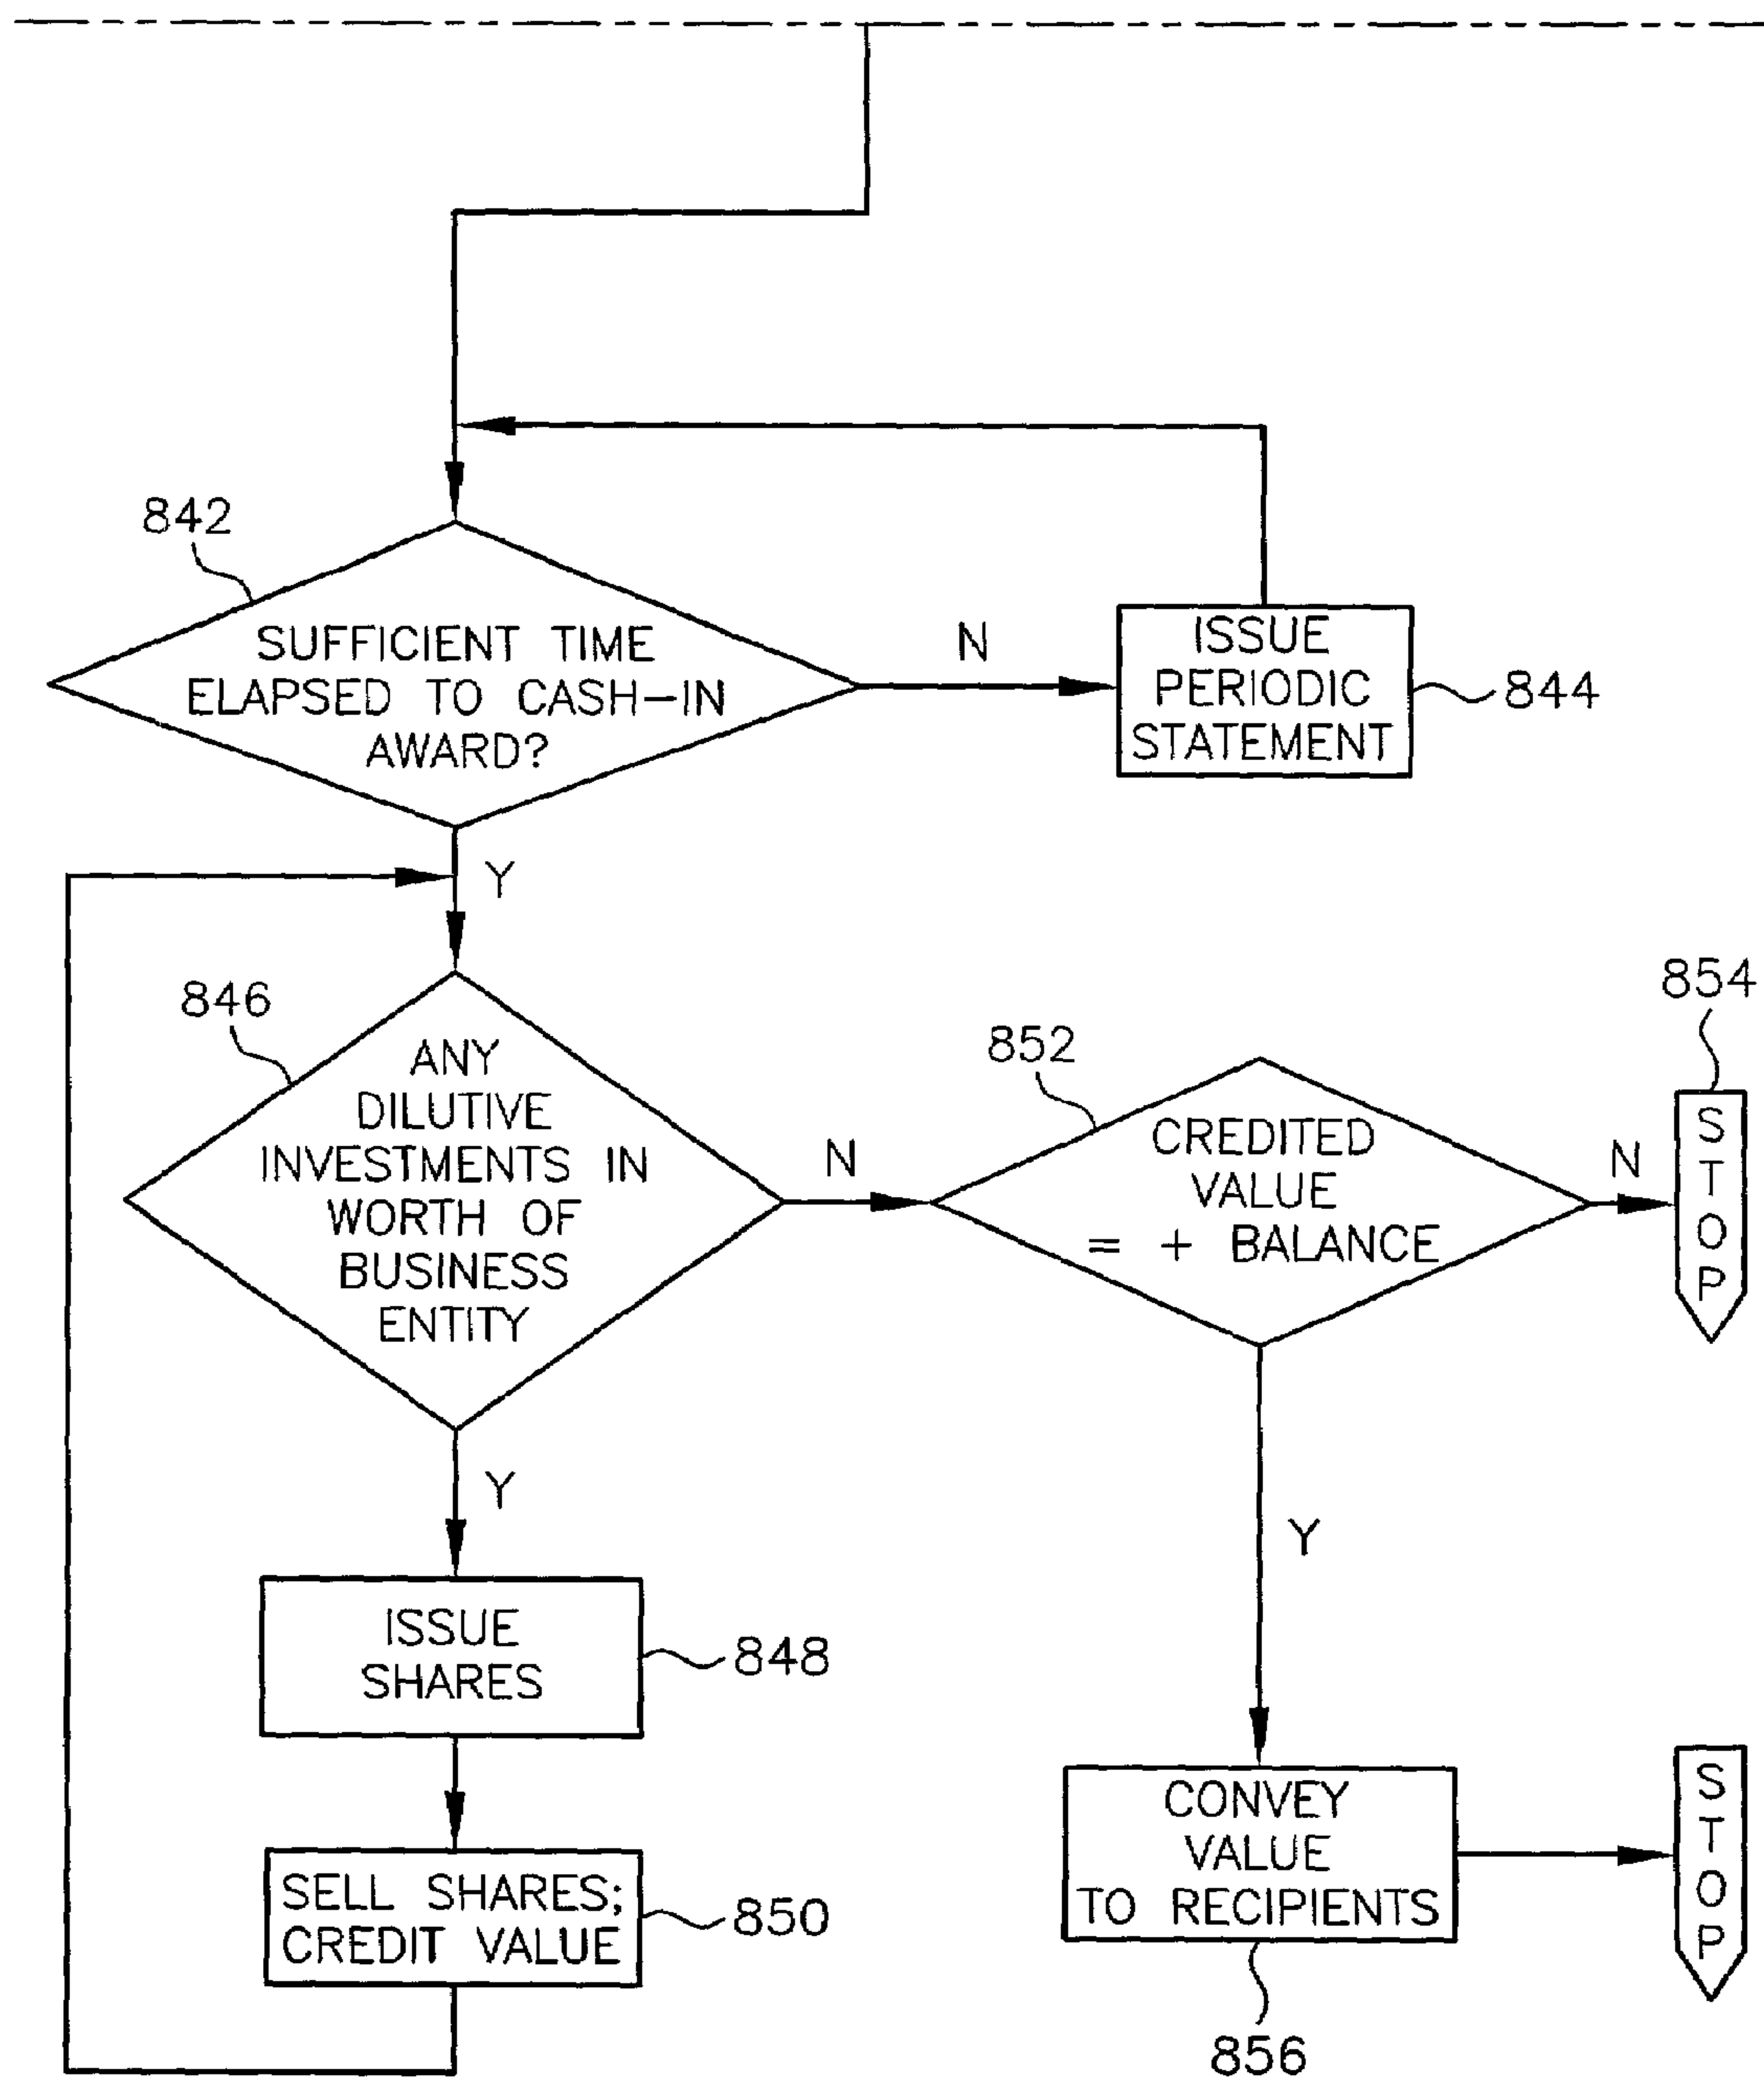 842
SUFFICIENT TIME
ELAPSED TO CASH-IN
AWARD?
N
ISSUE
PERIODIC
STATEMENT
844
Y
846
ANY
DILUTIVE
INVESTMENTS IN
WORTH OF
BUSINESS
ENTITY
N
852
CREDITED
VALUE
= + BALANCE
N
854
STOP
Y
ISSUE
SHARES
848
Y
SELL SHARES;
CREDIT VALUE
850
CONVEY
VALUE
TO RECIPIENTS
856
STOP